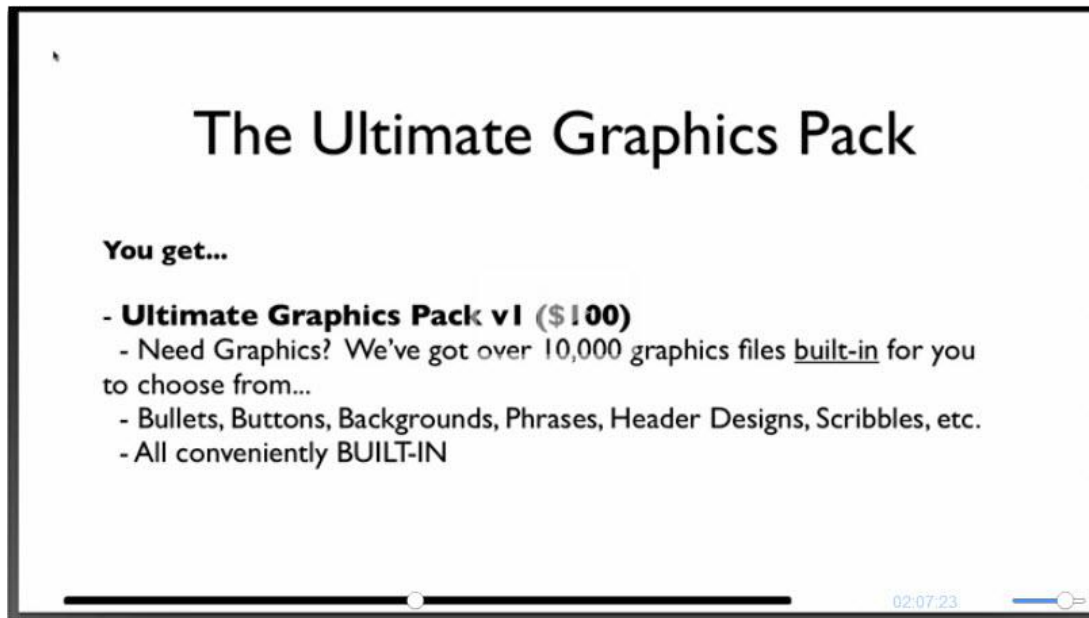 The Ultimate Graphics Pack
You get...
- Ultimate Graphics Pack v1 ($100)
- Need Graphics? We've got over 10,000 graphics files built-in for you
to choose from...
- Bullets, Buttons, Backgrounds, Phrases, Header Designs, Scribbles, etc.
- All conveniently BUILT-IN
02:07:23